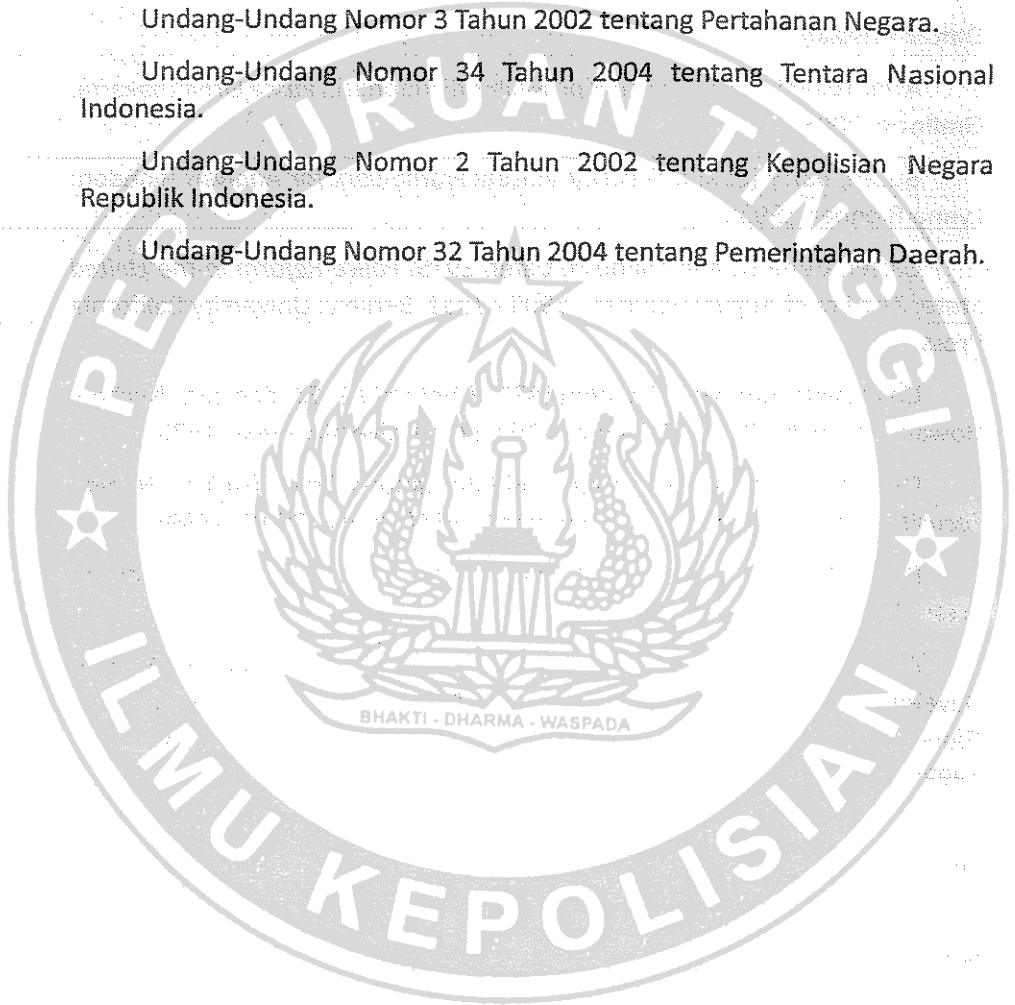 Undang-Undang Nomor 3 Tahun 2002 tentang Pertahanan Negara.
Undang-Undang Nomor 34 Tahun 2004 tentang Tentara Nasional
Indonesia.
Undang-Undang Nomor 2 Tahun 2002 tentang Kepolisian Negara
Republik Indonesia.
Undang-Undang Nomor 32 Tahun 2004 tentang Pemerintahan Daerah.
PERGURUAN TINGGI
BHAKTI - DHARMA - WASPADA
ILMU KEPOLISIAN